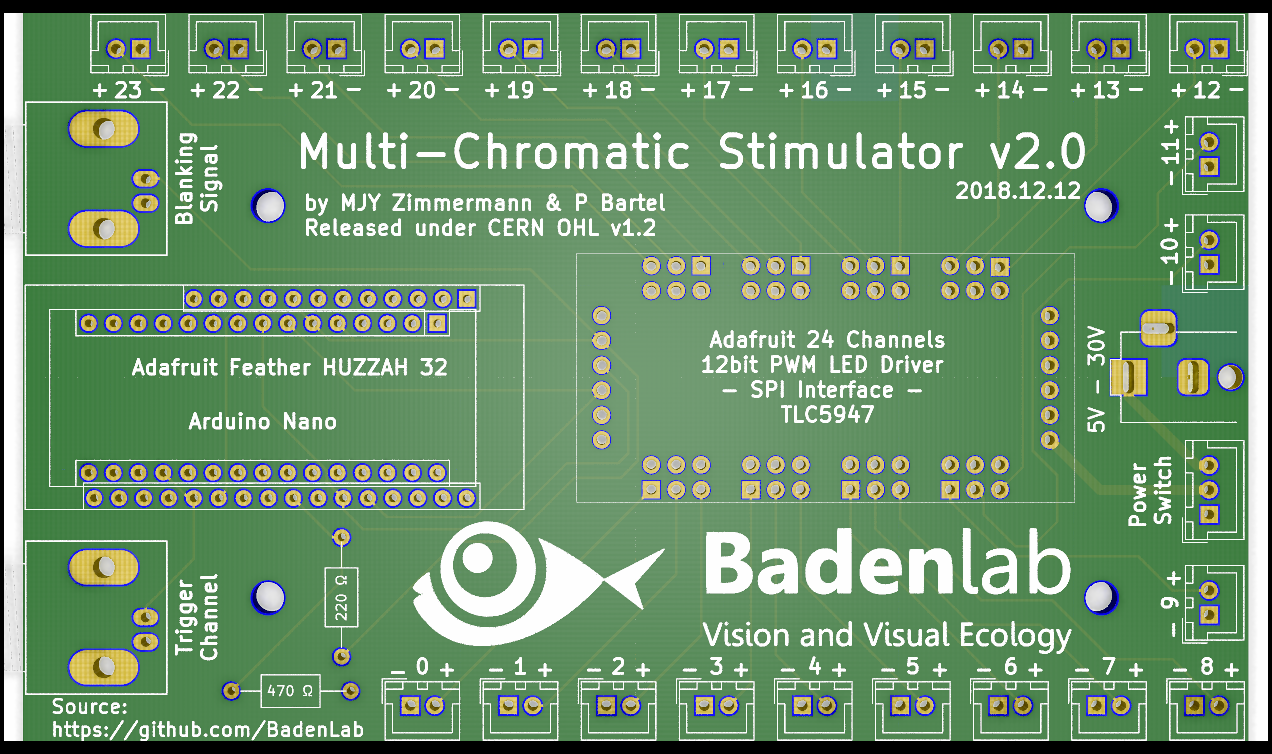 + 23 - + 22 - + 21 - + 20 - + 19 - + 18 - + 17 - + 16 - + 15 - + 14 - + 13 - + 12 -
Multi-Chromatic Stimulator v2.0
2018.12.12
by MJY Zimmermann & P Bartel
Released under CERN OHL v1.2
Blanking
Signal
- 11 +
- 10 +
Adafruit Feather HUZZAH 32
Arduino Nano
Adafruit 24 Channels
12bit PWM LED Driver
- SPI Interface -
TLC5947
5V - 30V
Power
Switch
Trigger
Channel
220 Ω
470 Ω
Badenlab
Vision and Visual Ecology
- 9 +
- 0 + - 1 + - 2 + - 3 + - 4 + - 5 + - 6 + - 7 + - 8 +
Source:
https://github.com/BadenLab